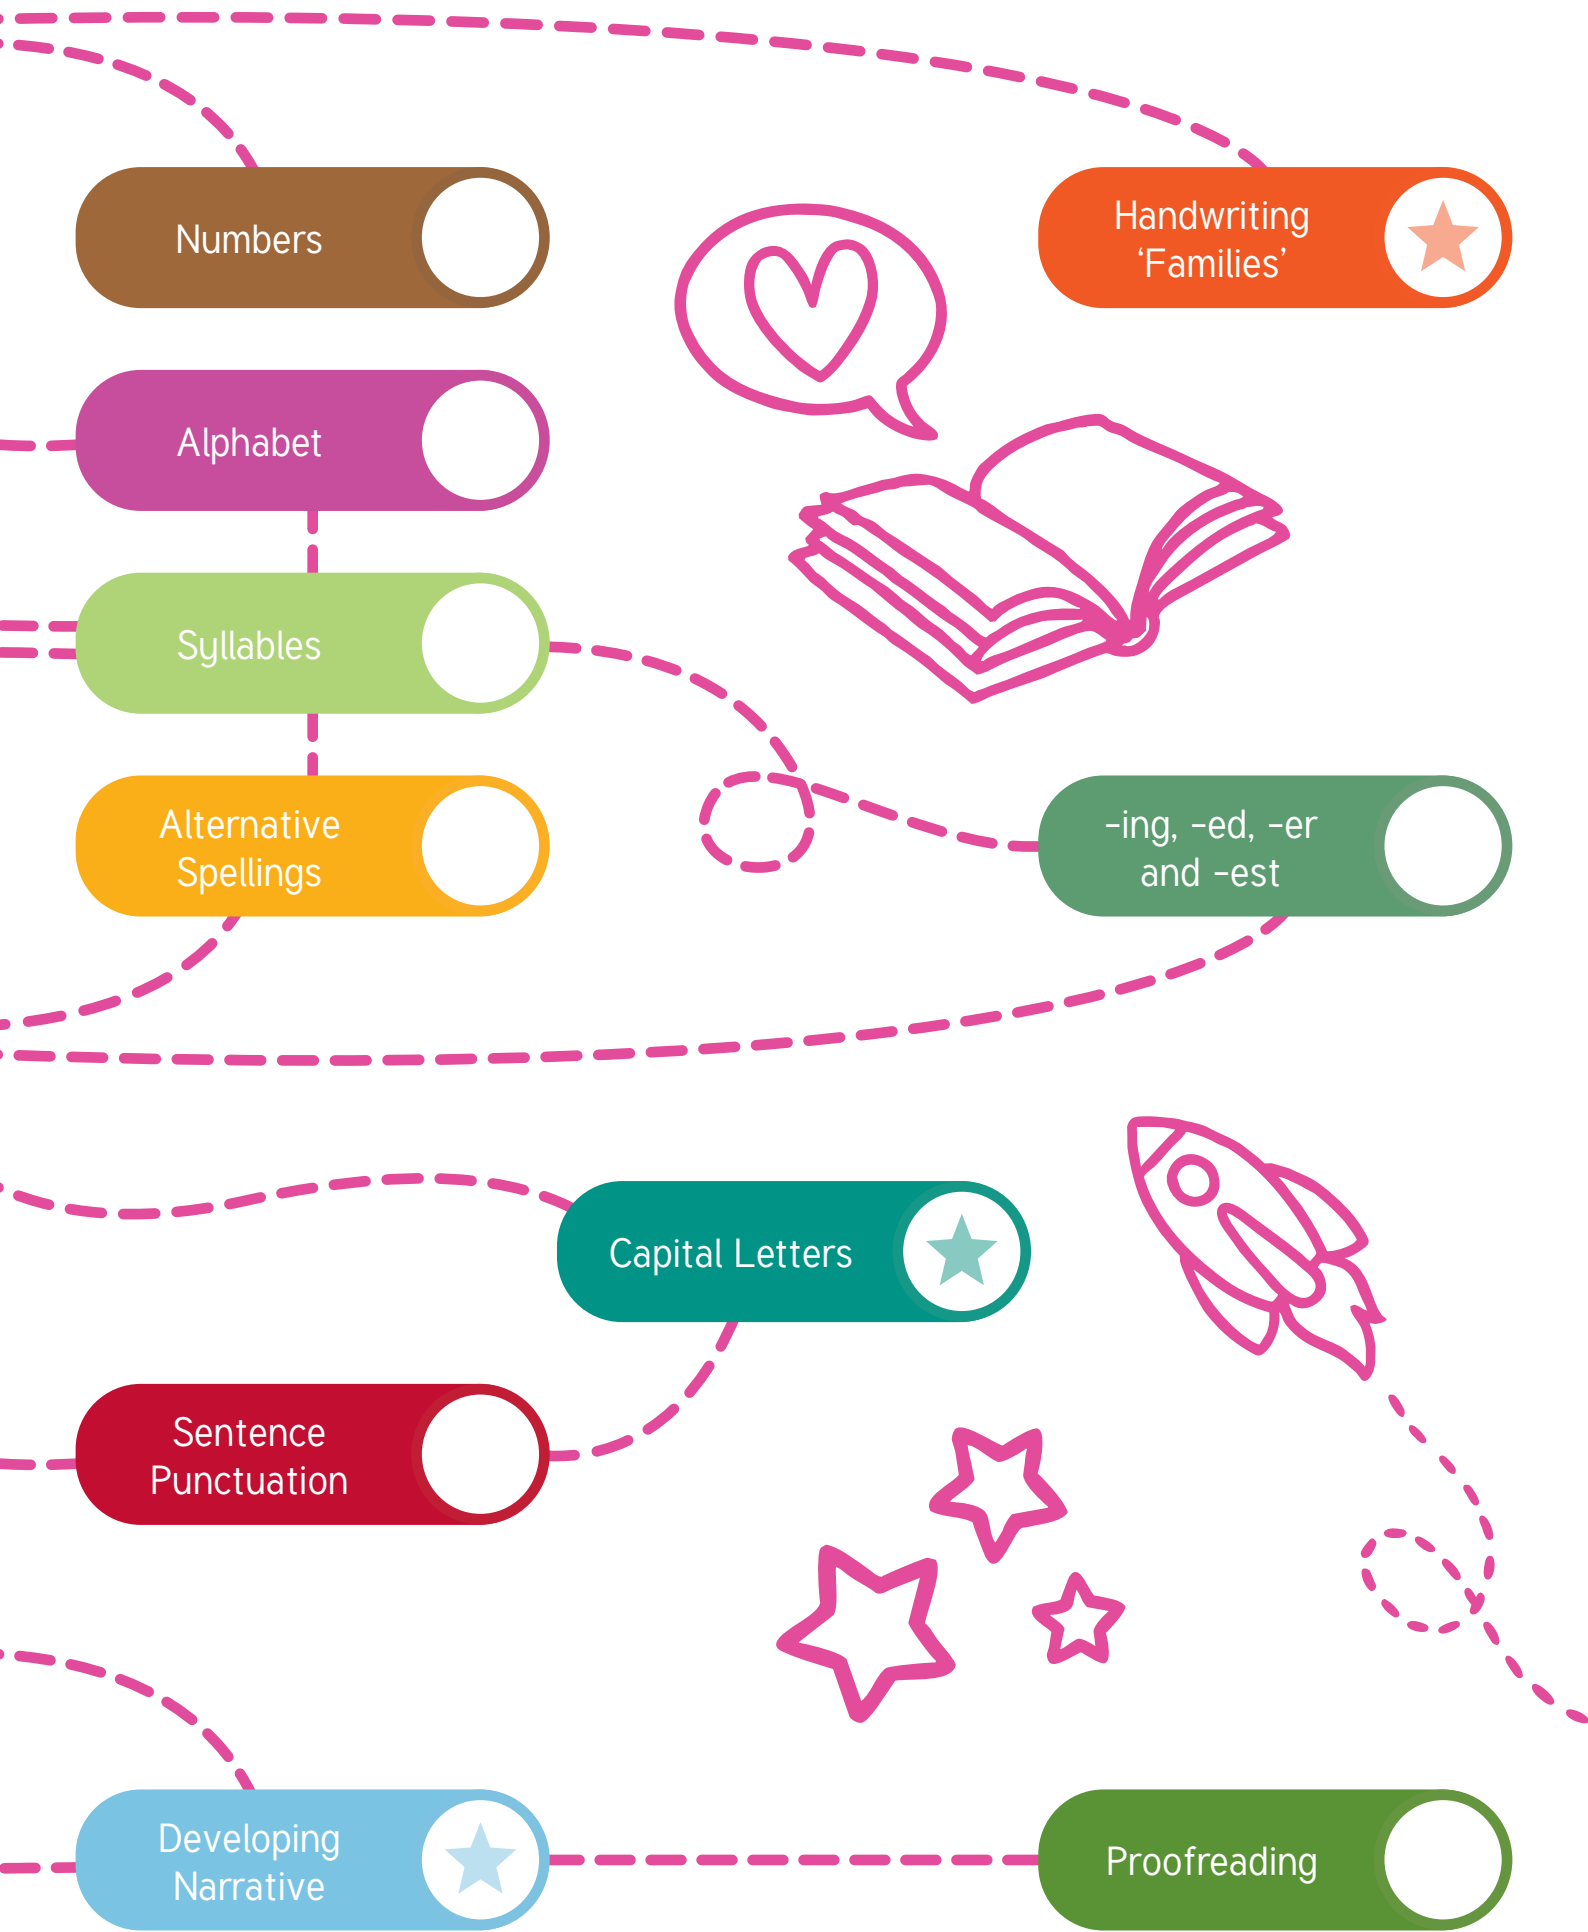 Numbers
Handwriting
‘Families’
Alphabet
Syllables
Alternative
Spellings
-ing, -ed, -er
and -est
Capital Letters
Sentence
Punctuation
Developing
Narrative
Proofreading